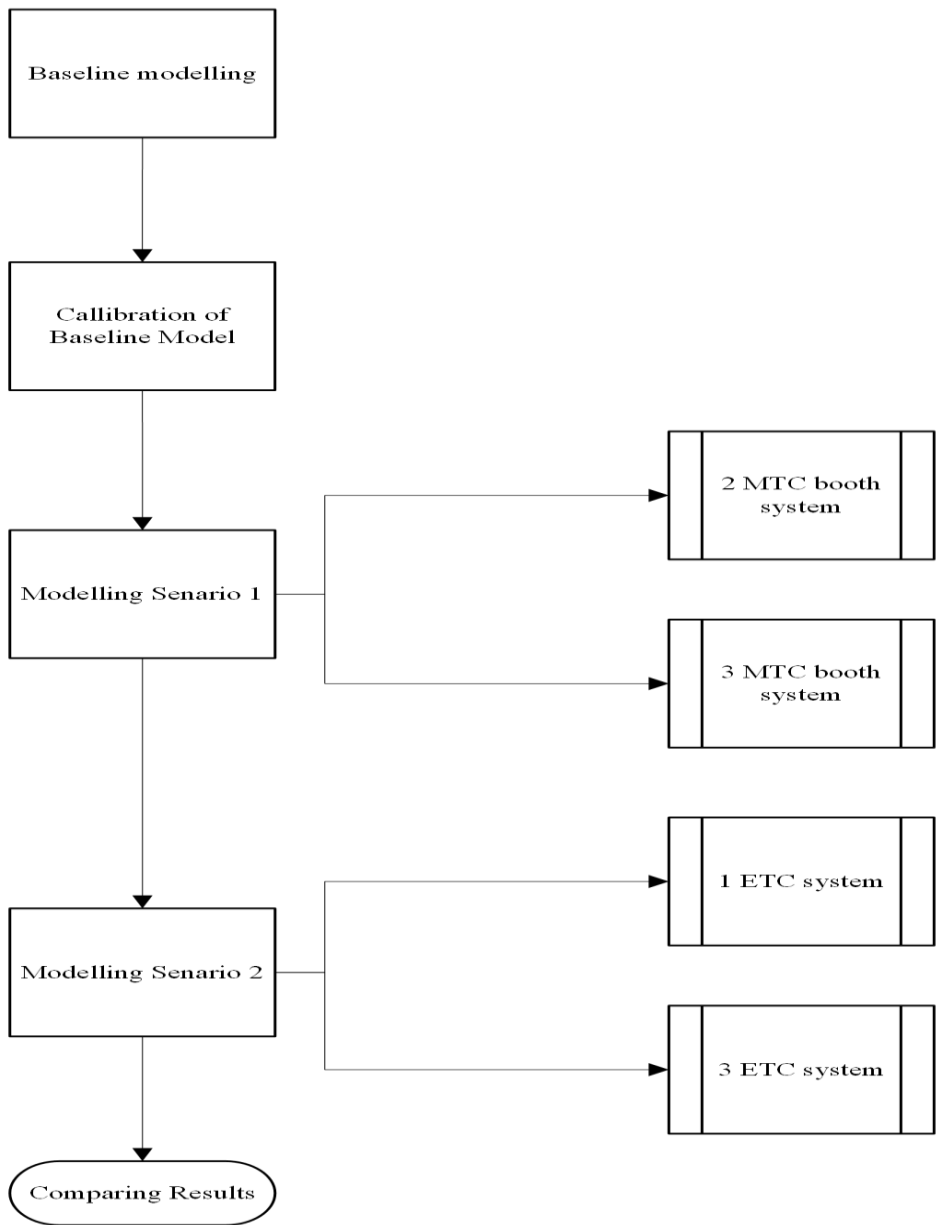 Baseline modelling
Callibration of
Baseline Model
Modelling Senario 1
2 MTC booth
system
3 MTC booth
system
Modelling Senario 2
1 ETC system
3 ETC system
Comparing Results